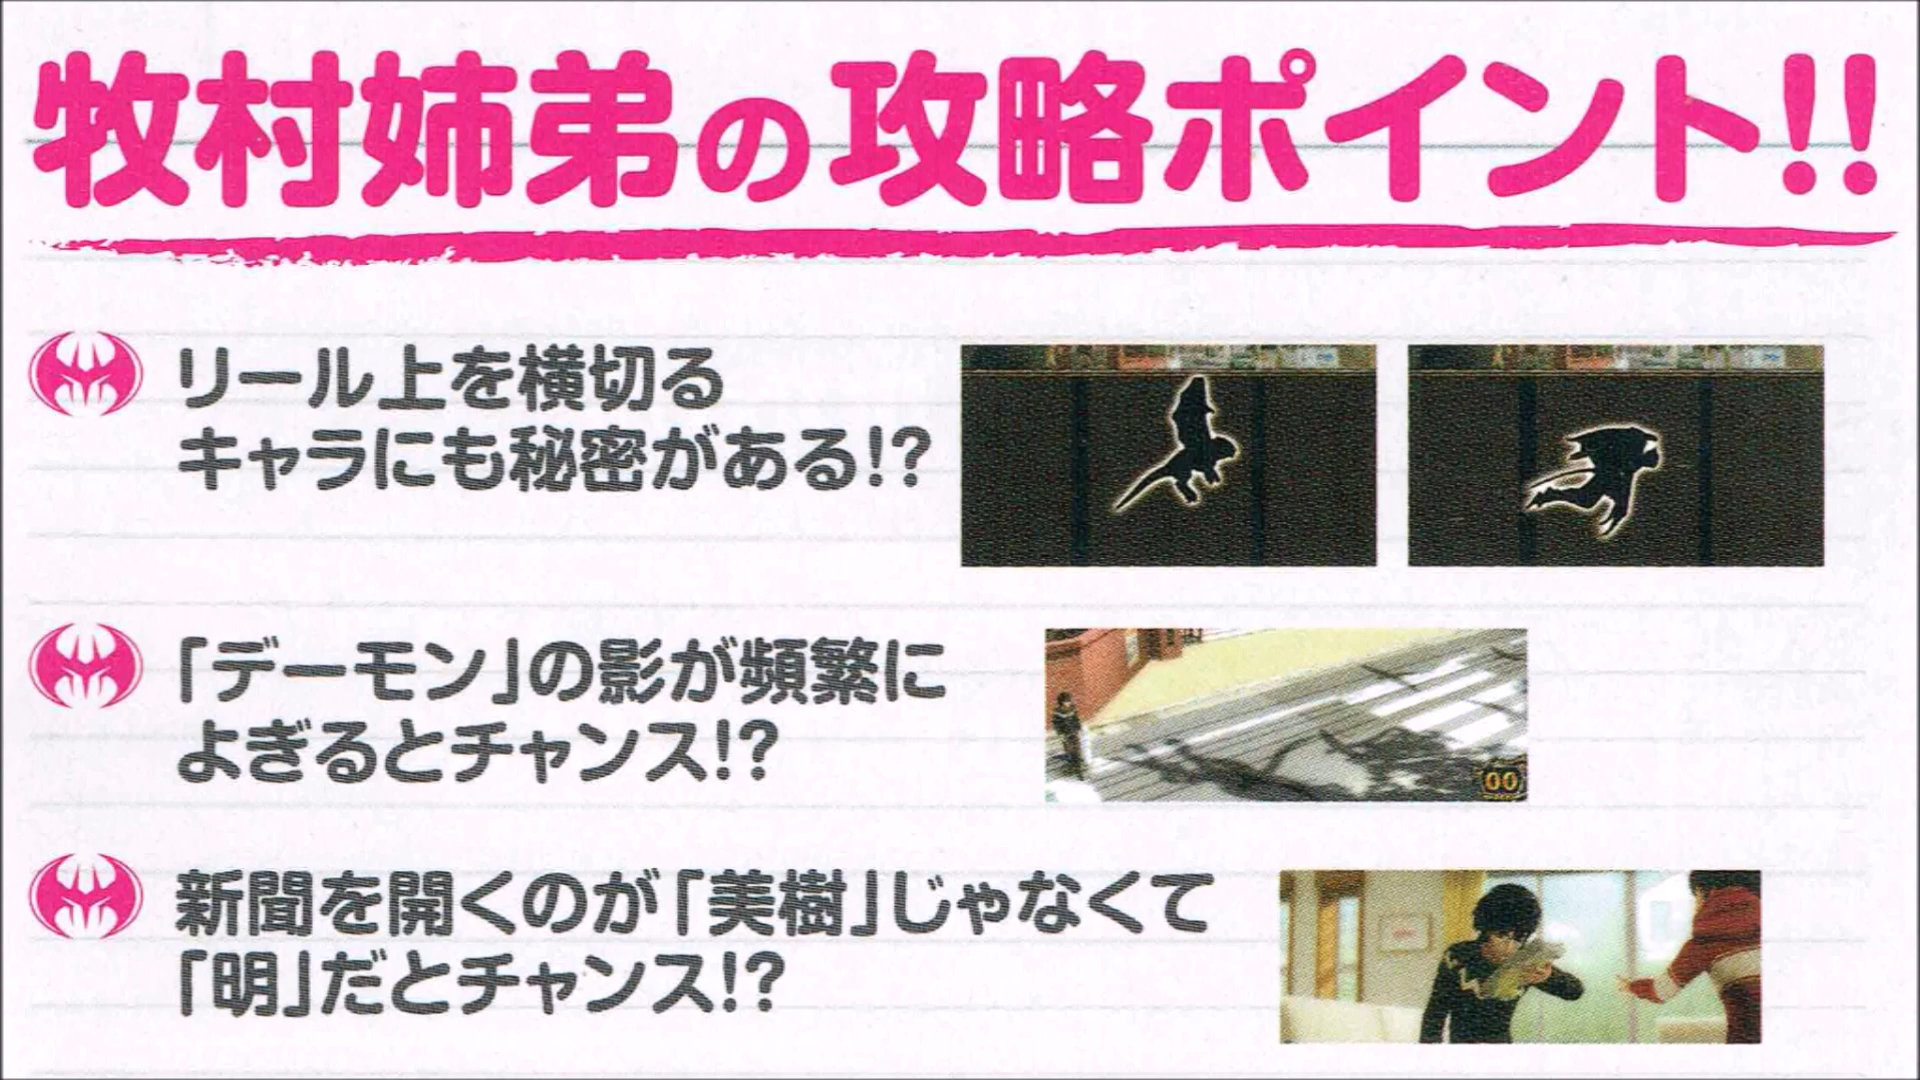 牧村姉弟の攻略ポイント!!
リール上を横切る
キャラにも秘密がある!?
「デーモン」の影が頻繁に
よぎるとチャンス!?
00
新聞を開くのが「美樹」じゃなくて
「明」だとチャンス!?